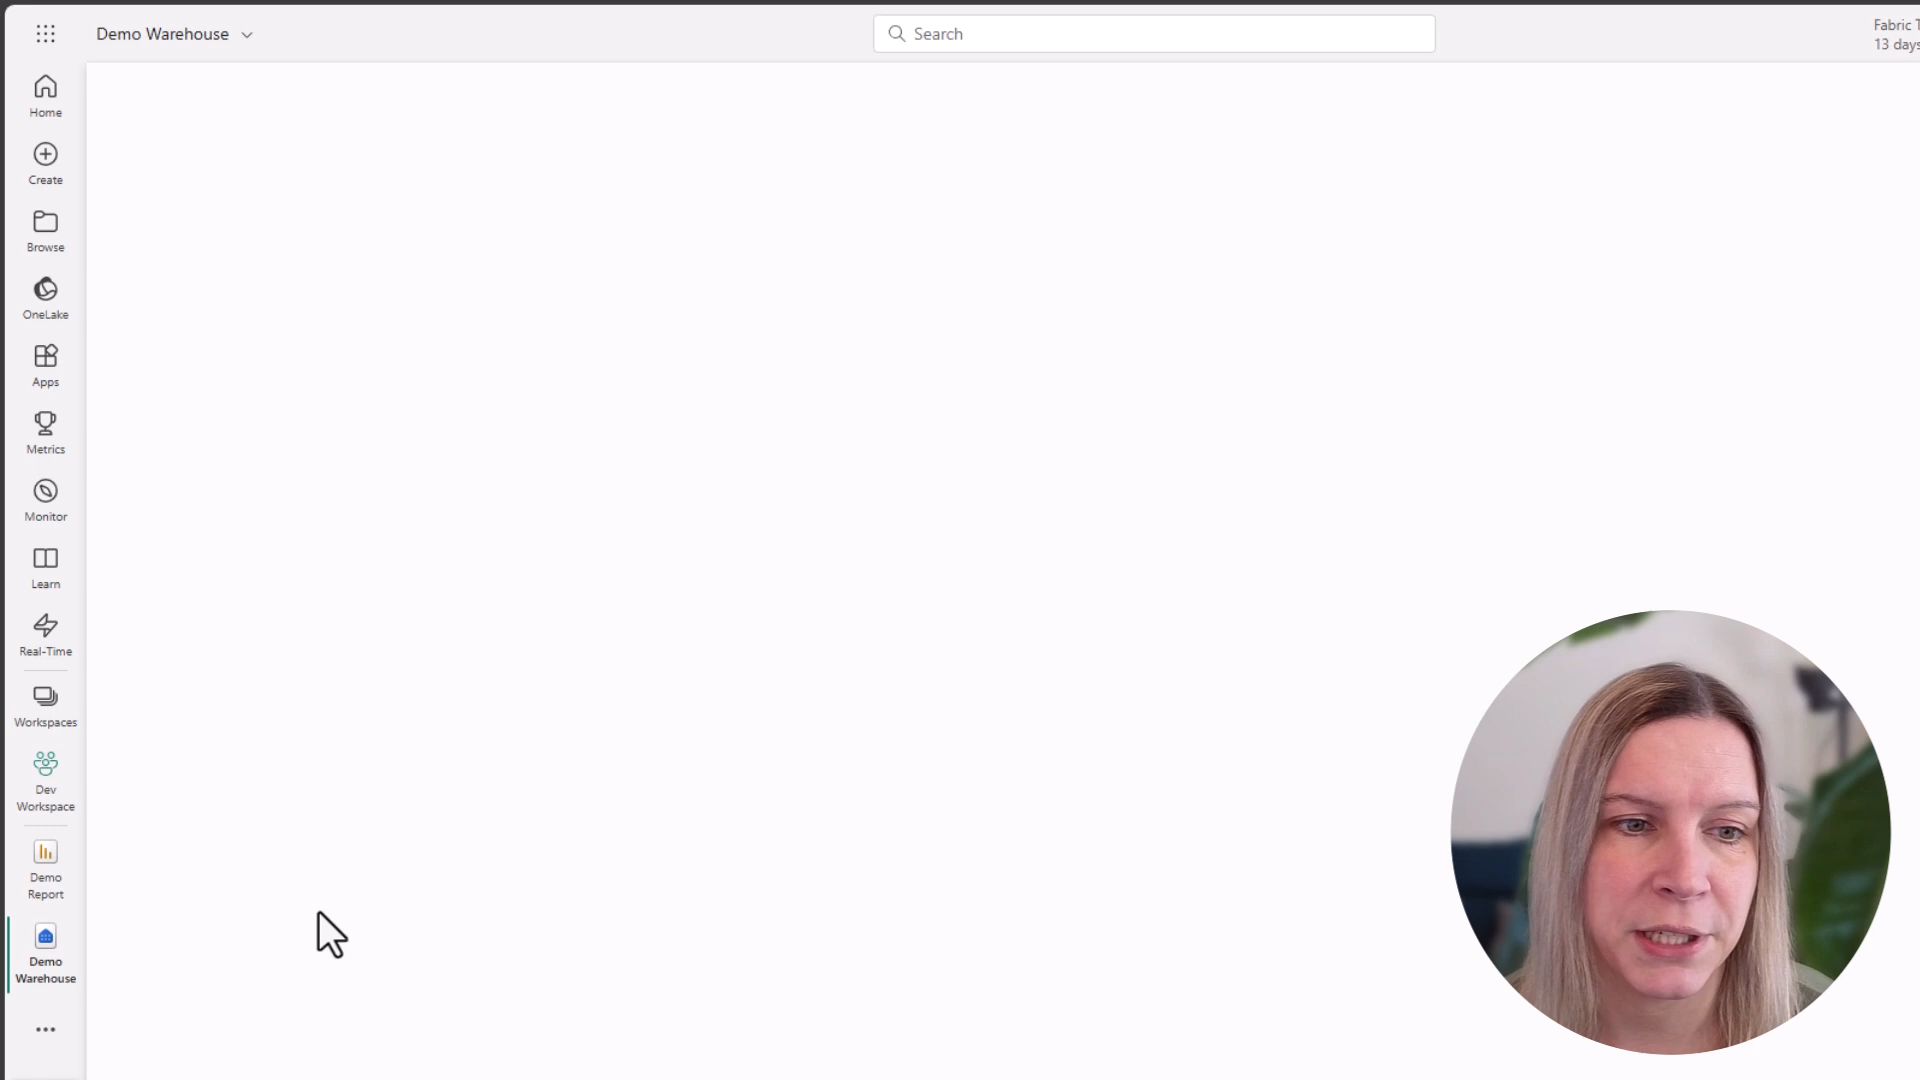 Demo Warehouse
Search
Fabric T
13 days
Home
Create
Browse
OneLake
Apps
Metrics
Monitor
Learn
Real-Time
Workspaces
Dev
Workspace
Demo
Report
Demo
Warehouse